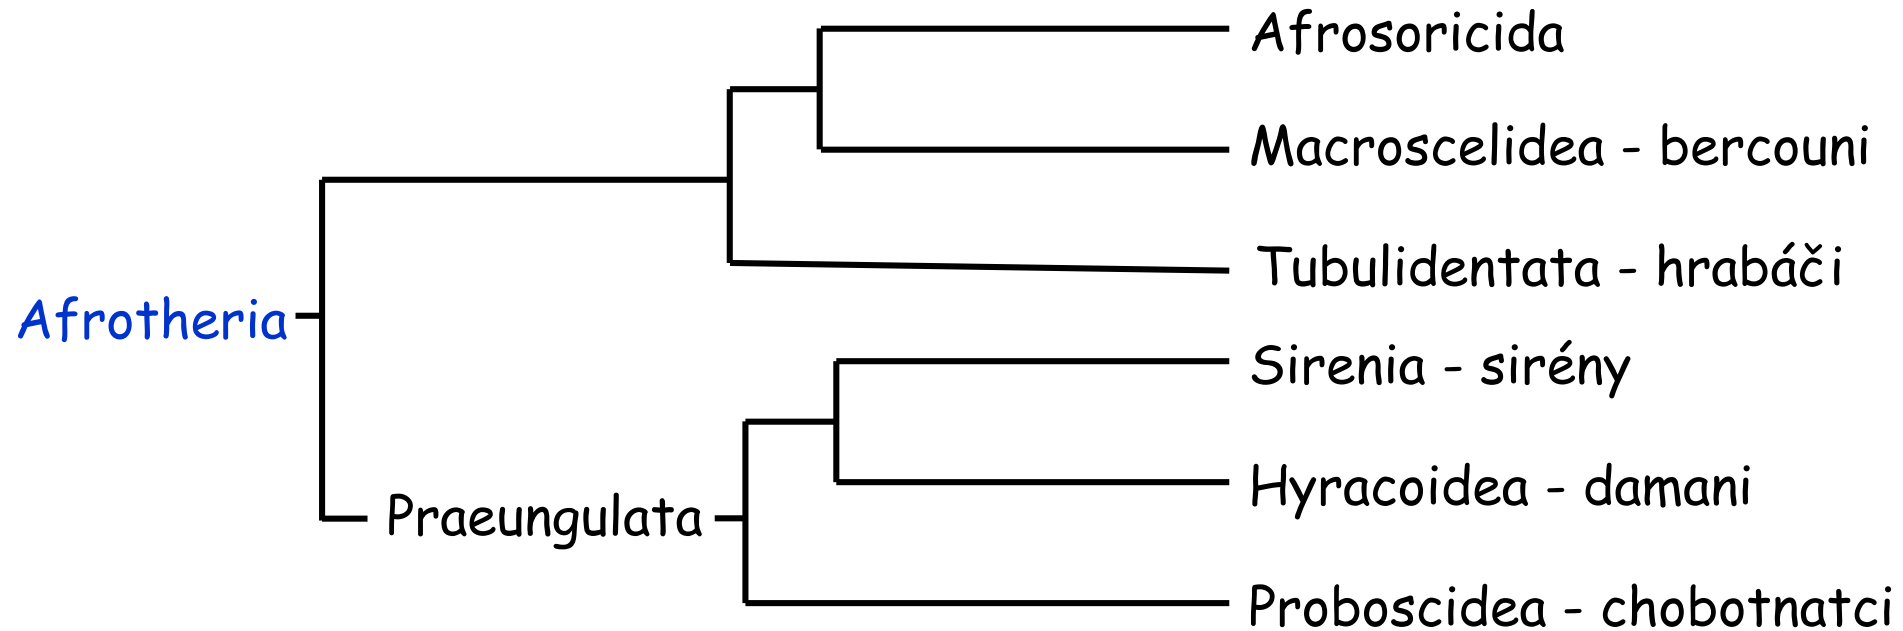 Afrosoricida
Macroscelidea - bercouni
Tubulidentata - hrabáči
Afrotheria
Sirenia - sirény
Hyracoidea - damani
Praeungulata
Proboscidea - chobotnatci